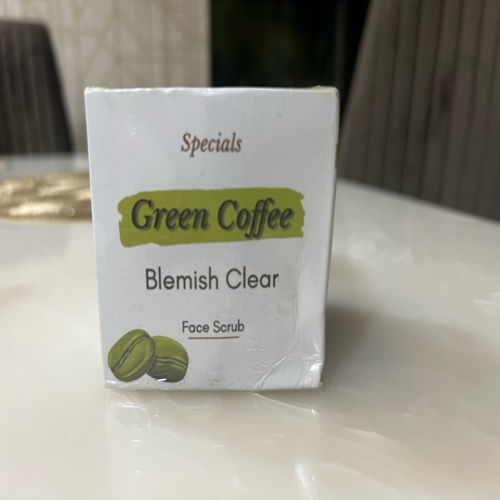 Specials
Green Coffee
Blemish Clear
Face Scrub